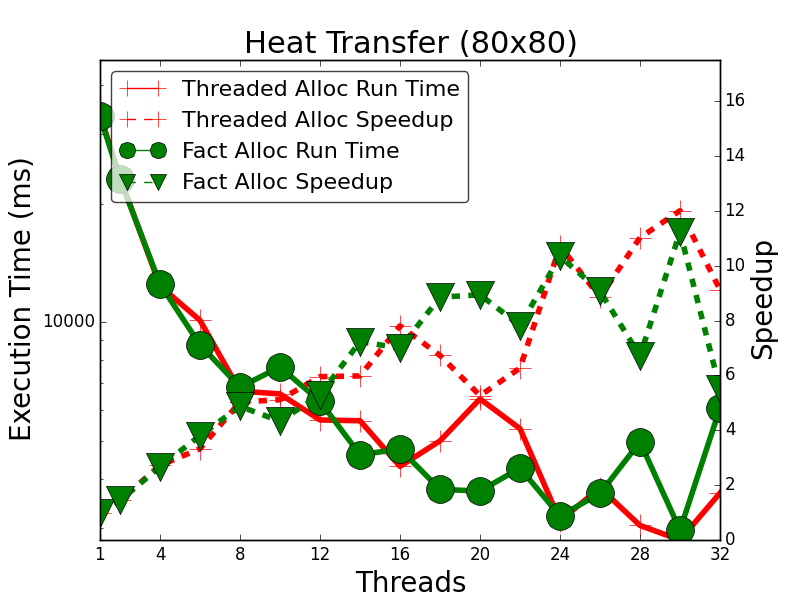 Heat Transfer (80x80)
Threaded Alloc Run Time
Threaded Alloc Speedup
Fact Alloc Run Time
Fact Alloc Speedup
Execution Time (ms)
10000
16
14
12
10
8
6
4
2
0
Speedup
1 4 8 12 16 20 24 28 32
Threads